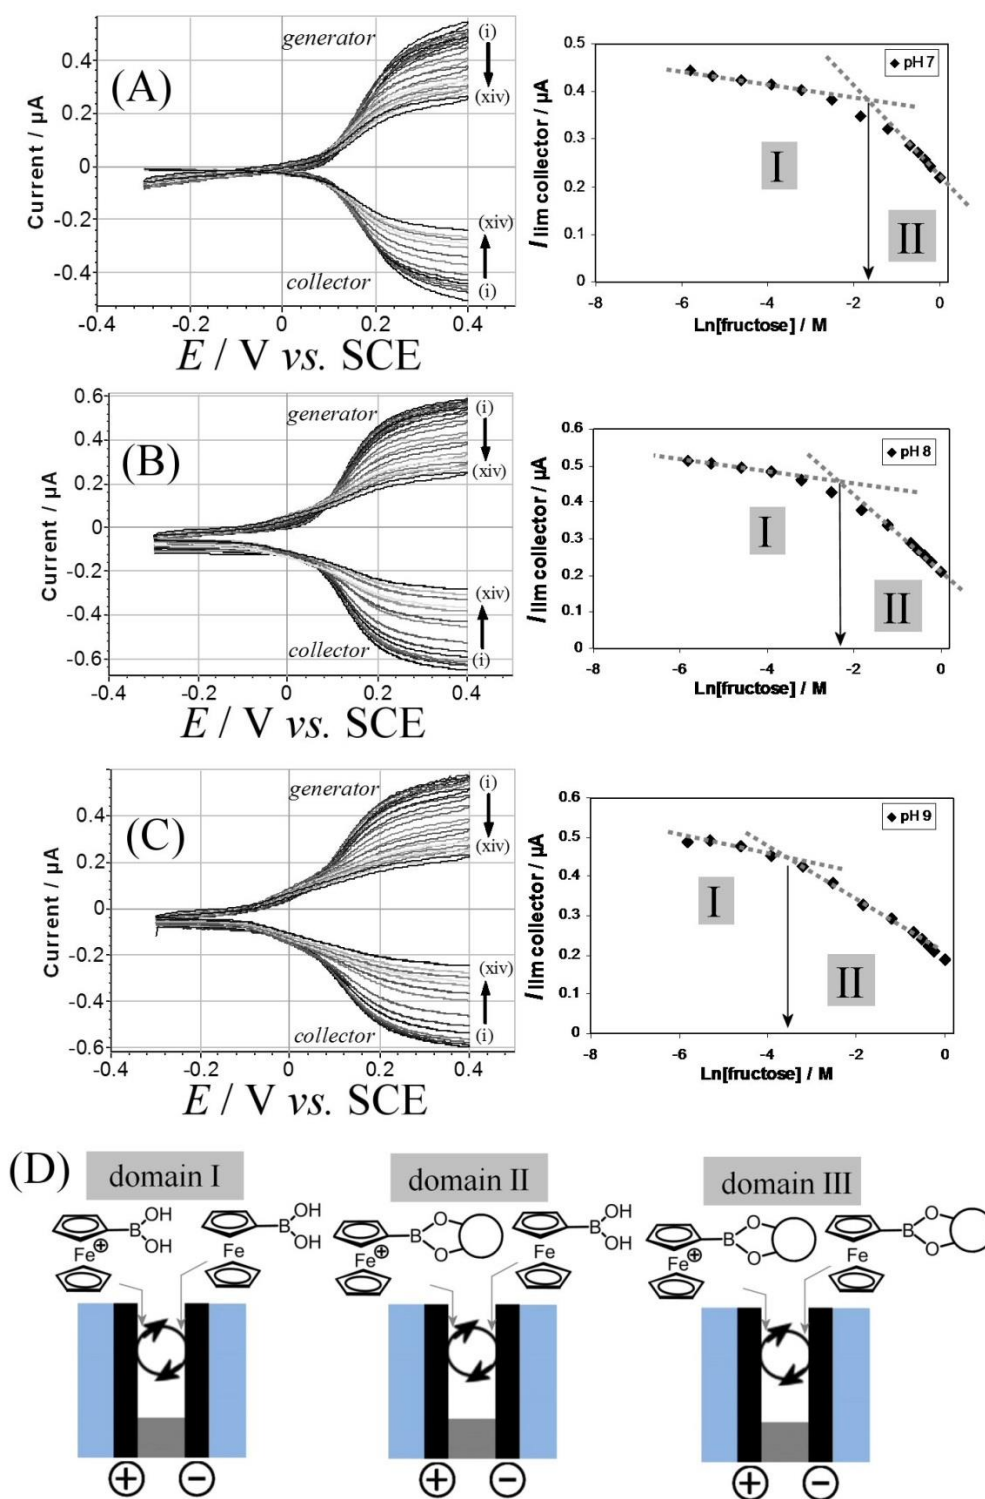 (A)
generator
(i)
(xiv)
(xiv)
(i)
collector
0.4
0.2
0
-0.2
-0.4
Current / µA
-0.4
-0.2
0
0.2
0.4
E / V vs. SCE
0.5
0.4
0.3
0.2
0.1
0
I lim collector / µA
pH 7
I
II
-8
-6
-4
-2
0
Ln[fructose] / M
(B)
generator
(i)
(xiv)
(xiv)
(i)
collector
0.6
0.4
0.2
0
-0.2
-0.4
-0.6
Current / µA
-0.4
-0.2
0
0.2
0.4
E / V vs. SCE
0.6
0.5
0.4
0.3
0.2
0.1
0
I lim collector / µA
pH 8
I
II
-8
-6
-4
-2
0
Ln[fructose] / M
(C)
generator
(i)
(xiv)
(xiv)
(i)
collector
0.4
0.2
0
-0.2
-0.4
-0.6
Current / µA
-0.4
-0.2
0
0.2
0.4
E / V vs. SCE
0.6
0.5
0.4
0.3
0.2
0.1
0
I lim collector / µA
pH 9
I
II
-8
-6
-4
-2
0
Ln[fructose] / M
(D)
domain I
OH
B
OH
Fe
⊕
OH
B
OH
Fe
+
−
domain II
O
B
O
Fe
⊕
OH
B
OH
Fe
+
−
domain III
O
B
O
Fe
⊕
O
B
O
Fe
+
−